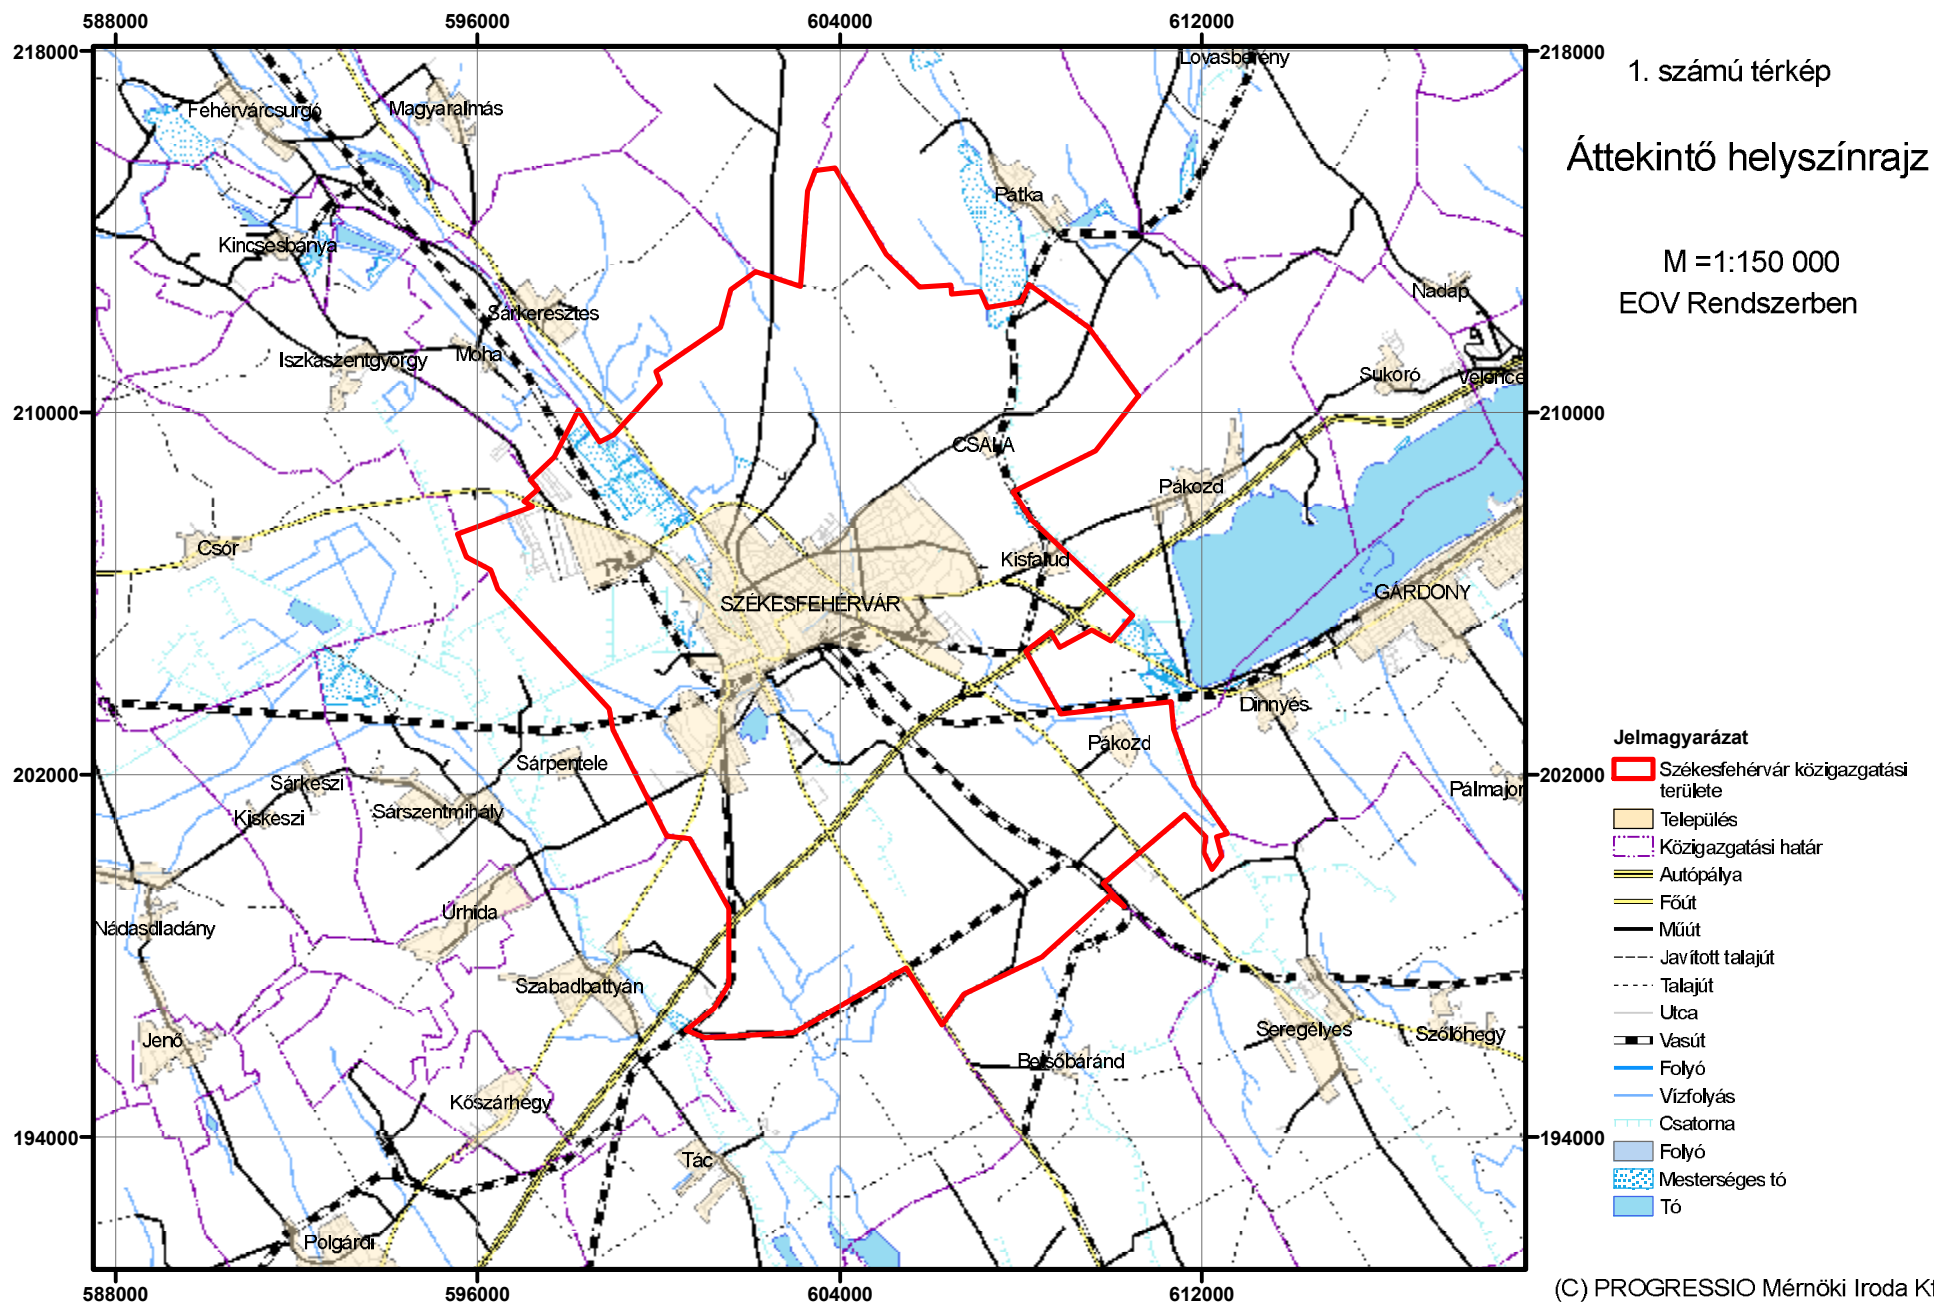 588000 596000 604000 612000
218000 218000
1. számú térkép
Áttekintő helyszínrajz
M =1:150 000
EOV Rendszerben
Lovasberény
Fehérvárcsurgó
Magyaralmás
Pátka
Kincsesbánya
Nadap
Sárkeresztes
Moha
Iszkaszentgyörgy
Sukoró
Velence
210000 210000
CSALA
Pákozd
Csór
Kisfalud
GÁRDONY
SZÉKESFEHÉRVÁR
Dinnyés
Pákozd
Sárpentele
202000 202000
Sárkeszi
Pálmajor
Sárszentmihály
Kiskeszi
Úrhida
Nádasdladány
Szabadbattyán
Jenő
Seregélyes
Szőlőhegy
Belsőbáránd
Kőszárhegy
194000 194000
Tác
Polgárdi
588000 596000 604000 612000
Jelmagyarázat
Székesfehérvár közigazgatási
területe
Település
Közigazgatási határ
Autópálya
Főút
Műút
Javított talajút
Talajút
Utca
Vasút
Folyó
Vízfolyás
Csatorna
Folyó
Mesterséges tó
Tó
(C) PROGRESSIO Mérnöki Iroda Kf